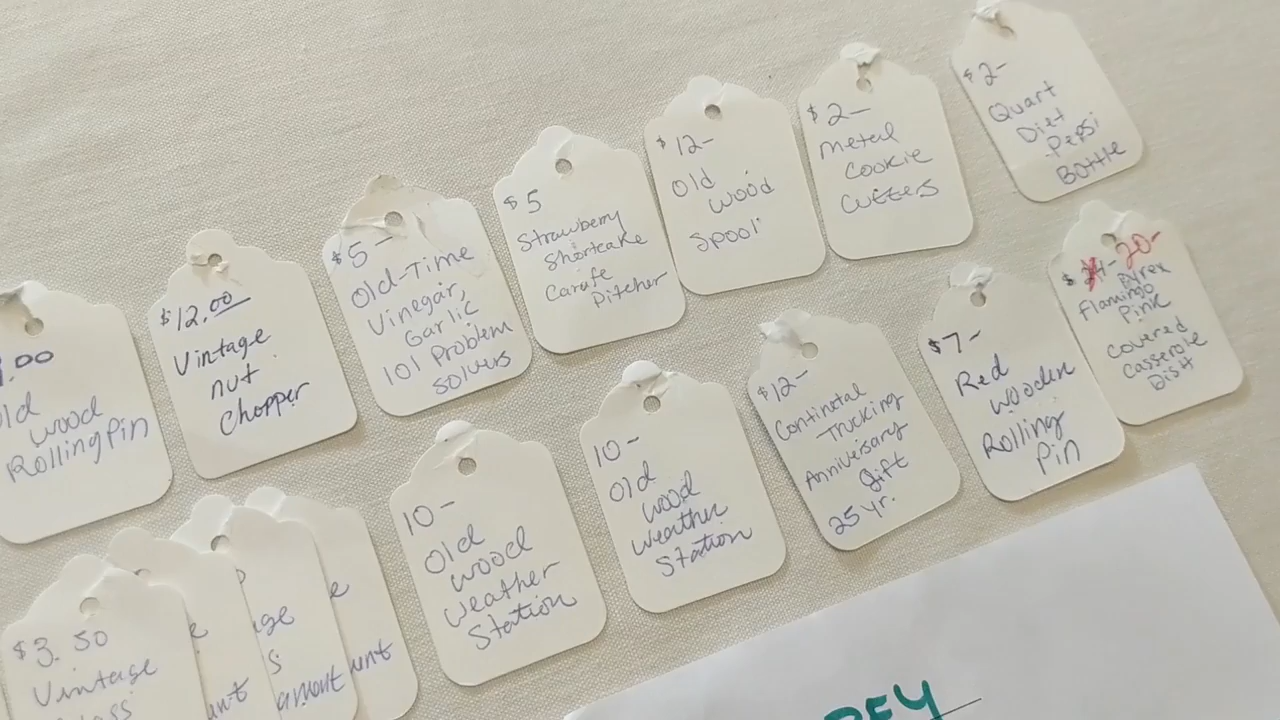 .00
old
wood
Rolling Pin
$12.00
Vintage
nut
chopper
$5-
Old-Time
Vinegar,
Garlic
101 Problem
solvers
$5
Strawberry
Shortcake
Carafe
Pitcher
$12-
Old
wood
Spool
$2-
Metal
Cookie
Cutters
$2-
Quart
Diet
Pepsi
Bottle
$3.50
Vintage
10-
Old
wood
weather
Station
10-
Old
wood
weather
Station
$12-
Continetal
Trucking
Anniversary
Gift
25 yr.
$7-
Red
Wooden
Rolling
Pin
$ 20-
Pyrex
Flamingo
Pink
Covered
Casserole
Dish